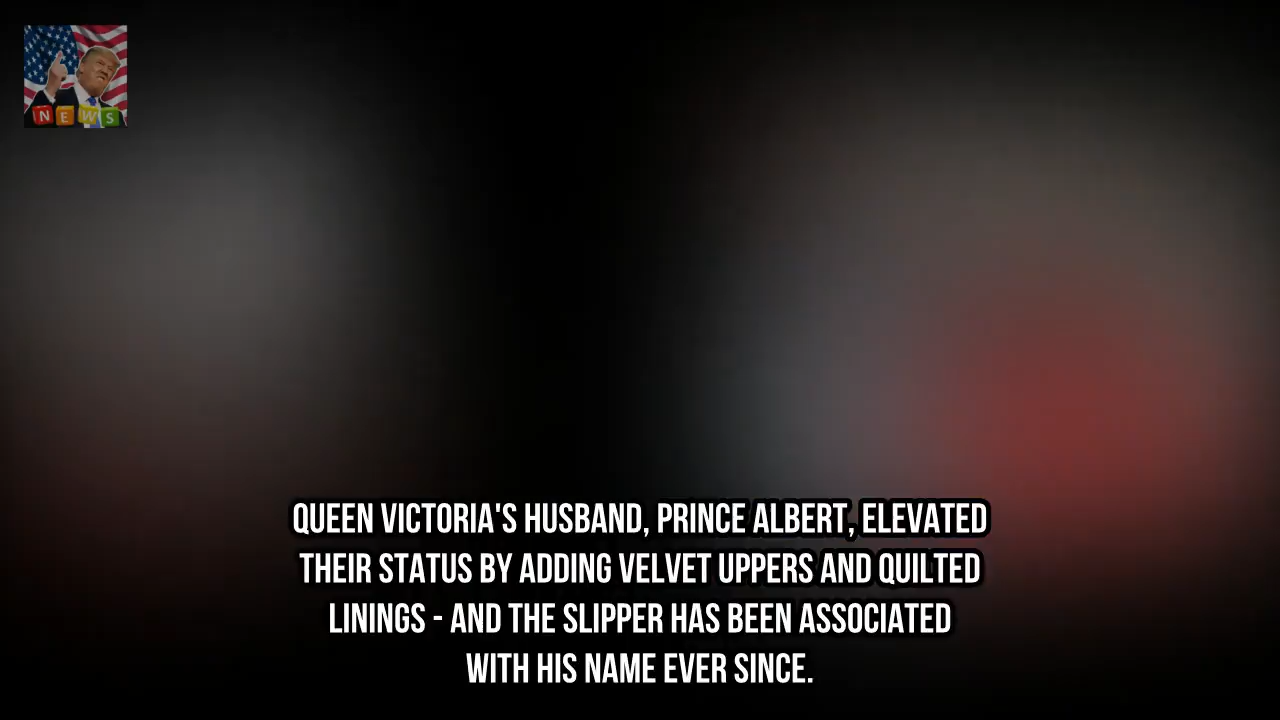 NEWS
QUEEN VICTORIA'S HUSBAND, PRINCE ALBERT, ELEVATED
THEIR STATUS BY ADDING VELVET UPPERS AND QUILTED
LININGS - AND THE SLIPPER HAS BEEN ASSOCIATED
WITH HIS NAME EVER SINCE.